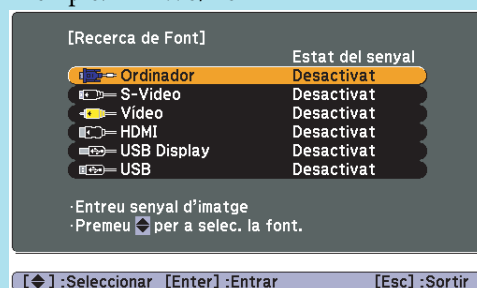 [Recerca de Font]
Estat del senyal
Ordinador Desactivat
S-Video Desactivat
Vídeo Desactivat
HDMI Desactivat
USB Display Desactivat
USB Desactivat
·Entreu senyal d'imatge
·Premeu per a selec. la font.
[ ] :Seleccionar [Enter] :Entrar [Esc] :Sortir